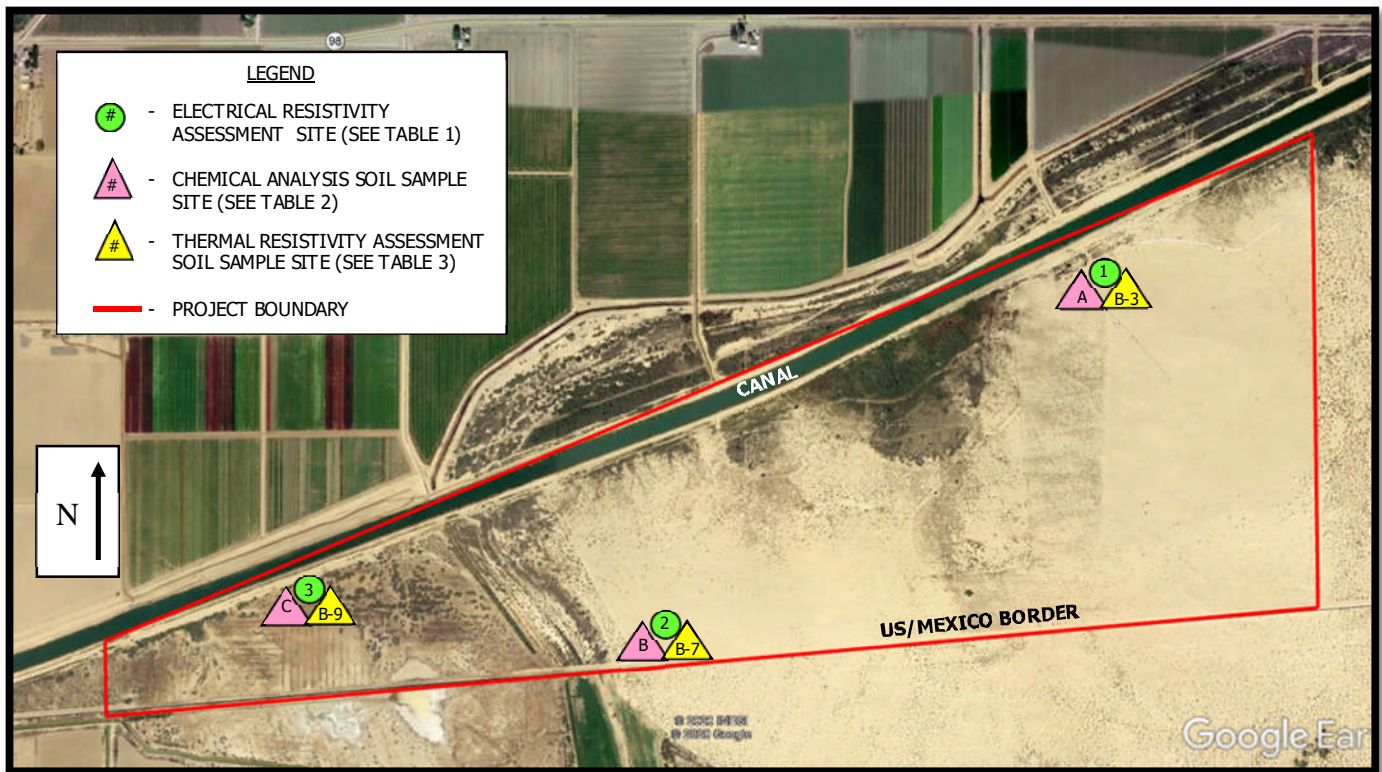 98
LEGEND
# - ELECTRICAL RESISTIVITY
ASSESSMENT SITE (SEE TABLE 1)
# - CHEMICAL ANALYSIS SOIL SAMPLE
SITE (SEE TABLE 2)
# - THERMAL RESISTIVITY ASSESSMENT
SOIL SAMPLE SITE (SEE TABLE 3)
- PROJECT BOUNDARY
1
A B-3
CANAL
N
3
C B-9
2
B B-7
US/MEXICO BORDER
Google Ear